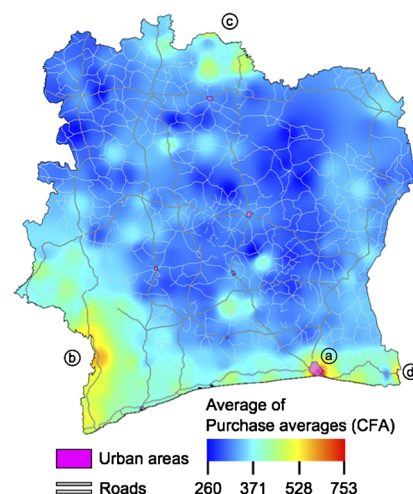 c
b
a
d
Average of
Purchase averages (CFA)
Urban areas
Roads
260 371 528 753